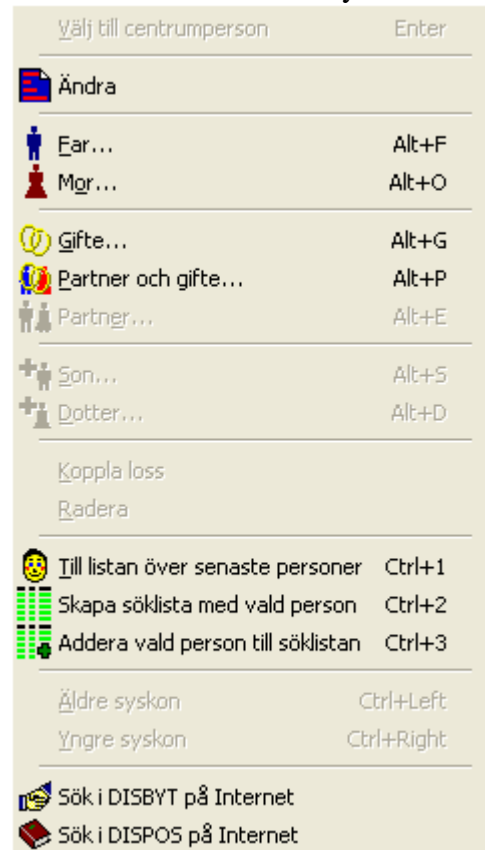 Välj till centrumperson Enter
Ändra
Far... Alt+F
Mor... Alt+O
Gifte... Alt+G
Partner och gifte... Alt+P
Partner... Alt+E
Son... Alt+S
Dotter... Alt+D
Koppla loss
Radera
Till listan över senaste personer Ctrl+1
Skapa söklista med vald person Ctrl+2
Addera vald person till söklistan Ctrl+3
Äldre syskon Ctrl+Left
Yngre syskon Ctrl+Right
Sök i DISBYT på Internet
Sök i DISPOS på Internet